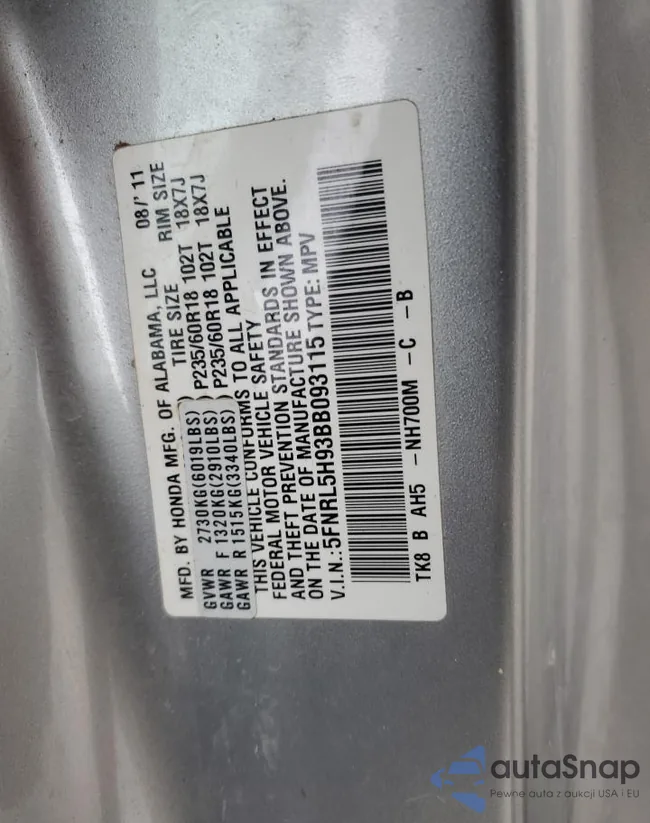 MFD. BY HONDA MFG. OF ALABAMA, LLC 08/'11
TIRE SIZE RIM SIZE
GVWR 2730KG(6019LBS)
GAWR F 1320KG(2910LBS) P235/60R18 102T 18X7J
GAWR R 1515KG(3340LBS) P235/60R18 102T 18X7J
THIS VEHICLE CONFORMS TO ALL APPLICABLE
FEDERAL MOTOR VEHICLE SAFETY
AND THEFT PREVENTION STANDARDS IN EFFECT
ON THE DATE OF MANUFACTURE SHOWN ABOVE.
V.I.N.:5FNRL5H93BB093115 TYPE: MPV
TK8 B AH5 -NH700M -C -B
autaSnap
Pewne auta z aukcji USA i EU